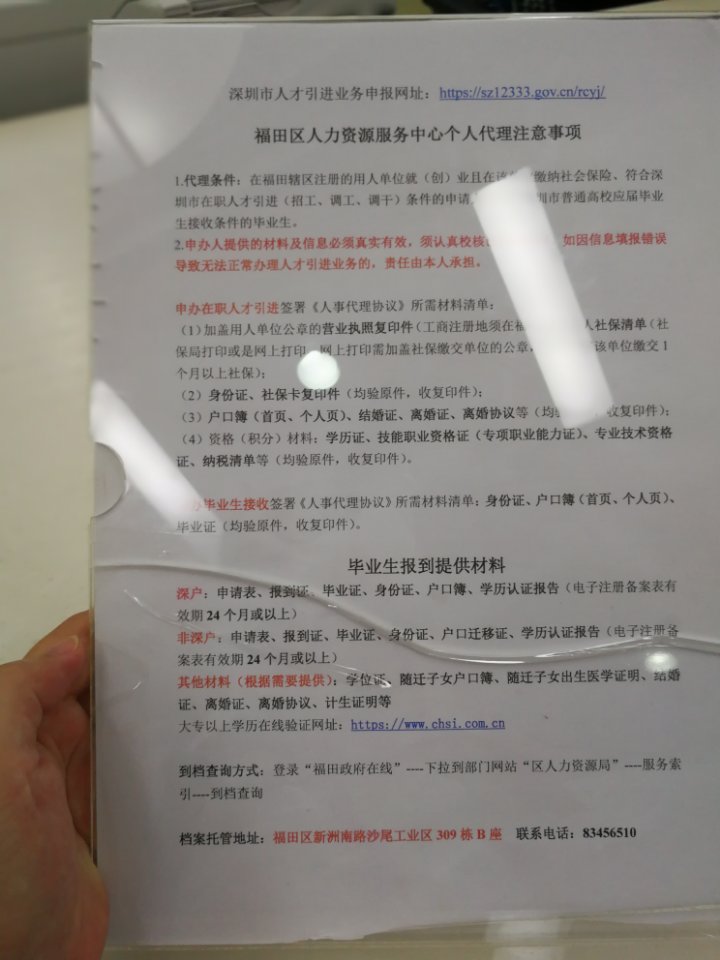 深圳市人才引进业务申报网址：https://sz12333.gov.cn/rcyj/
福田区人力资源服务中心个人代理注意事项
1.代理条件：在福田辖区注册的用人单位就（创）业且在该 缴纳社会保险、符合深
圳市在职人才引进（招工、调工、调干）条件的申请 圳市普通高校应届毕业
生接收条件的毕业生。
2.申办人提供的材料及信息必须真实有效，须认真校核 如因信息填报错误
导致无法正常办理人才引进业务的，责任由本人承担。
申办在职人才引进签署《人事代理协议》所需材料清单：
（1）加盖用人单位公章的营业执照复印件（工商注册地须在福 人社保清单（社
保局打印或是网上打印，网上打印需加盖社保缴交单位的公章， 该单位缴交 1
个月以上社保）；
（2）身份证、社保卡复印件（均验原件，收复印件）；
（3）户口簿（首页、个人页）、结婚证、离婚证、离婚协议等（均 收复印件）；
（4）资格（积分）材料：学历证、技能职业资格证（专项职业能力证）、专业技术资格
证、纳税清单等（均验原件，收复印件）。
毕业生接收签署《人事代理协议》所需材料清单：身份证、户口簿（首页、个人页）、
毕业证（均验原件，收复印件）。
毕业生报到提供材料
深户：申请表、报到证、毕业证、身份证、户口簿、学历认证报告（电子注册备案表有
效期 24 个月或以上）
非深户：申请表、报到证、毕业证、身份证、户口迁移证、学历认证报告（电子注册备
案表有效期 24 个月或以上）
其他材料（根据需要提供）：学位证、随迁子女户口簿、随迁子女出生医学证明、结婚
证、离婚证、离婚协议、计生证明等
大专以上学历在线验证网址：https://www.chsi.com.cn
到档查询方式：登录“福田政府在线”----下拉到部门网站“区人力资源局”----服务索
引----到档查询
档案托管地址：福田区新洲南路沙尾工业区 309 栋 B 座 联系电话：83456510